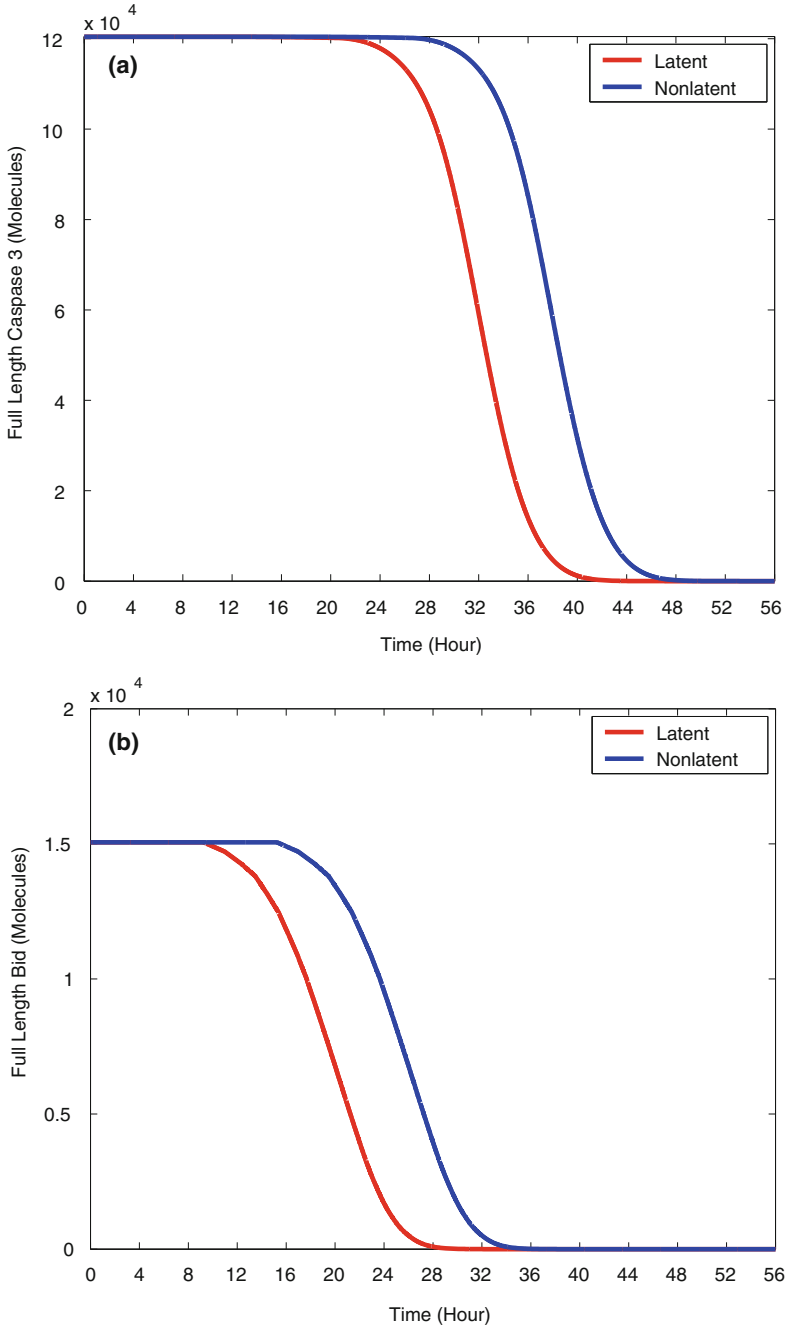 x 10 4
12
10
8
6
4
2
0
(a)
Latent
Nonlatent
Full Length Caspase 3 (Molecules)
0 4 8 12 16 20 24 28 32 36 40 44 48 52 56
Time (Hour)
x 10 4
2
1.5
1
0.5
0
(b)
Latent
Nonlatent
Full Length Bid (Molecules)
0 4 8 12 16 20 24 28 32 36 40 44 48 52 56
Time (Hour)